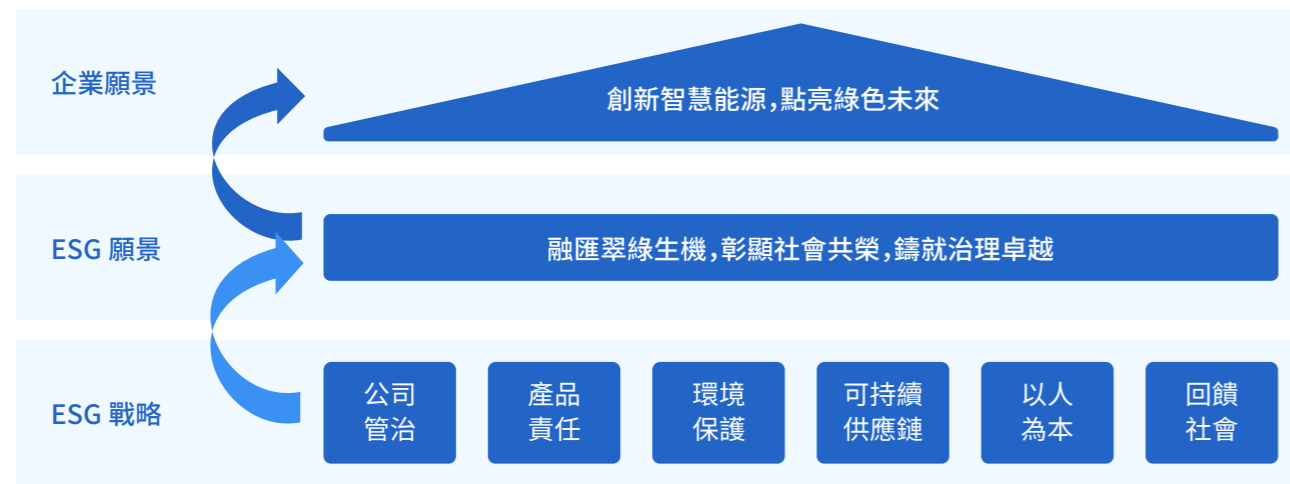 企業願景
創新智慧能源,點亮綠色未來
ESG 願景
融匯翠綠生機,彰顯社會共榮,鑄就治理卓越
ESG 戰略
公司
管治
產品
責任
環境
保護
可持續
供應鏈
以人
為本
回饋
社會